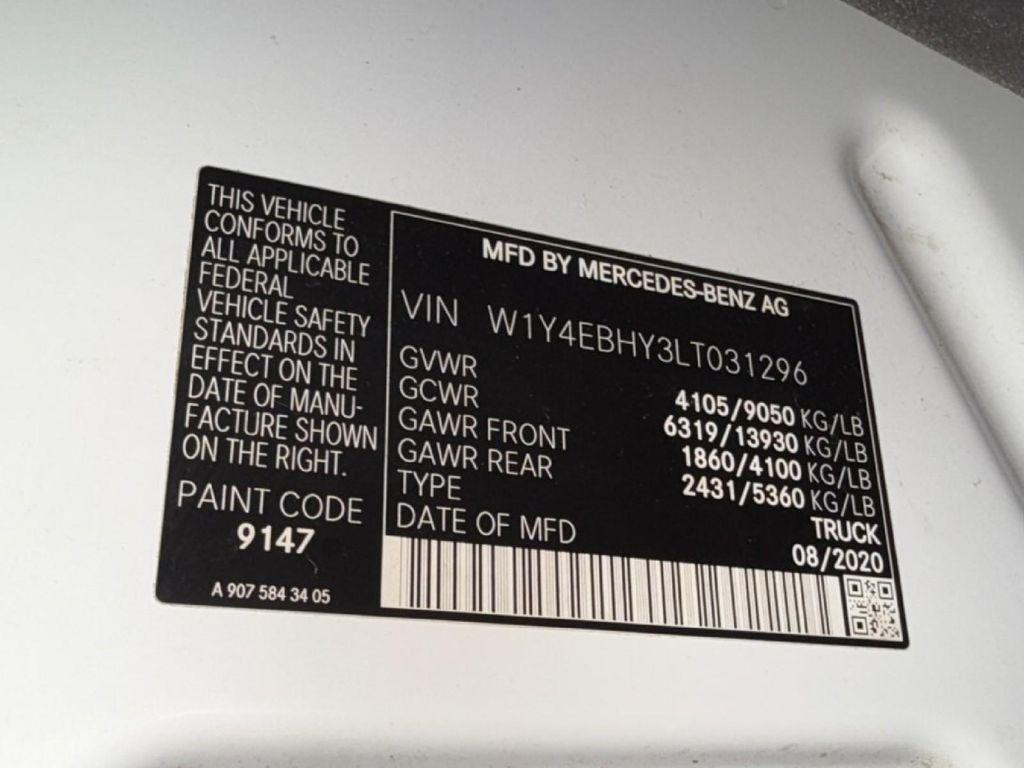 THIS VEHICLE
CONFORMS TO
ALL APPLICABLE
FEDERAL
VEHICLE SAFETY
STANDARDS IN
EFFECT ON THE
DATE OF MANU-
FACTURE SHOWN
ON THE RIGHT.
PAINT CODE
9147
A 907 584 34 05
MFD BY MERCEDES-BENZ AG
VIN W1Y4EBHY3LT031296
GVWR 4105/9050 KG/LB
GCWR 6319/13930 KG/LB
GAWR FRONT 1860/4100 KG/LB
GAWR REAR 2431/5360 KG/LB
TYPE TRUCK
DATE OF MFD 08/2020